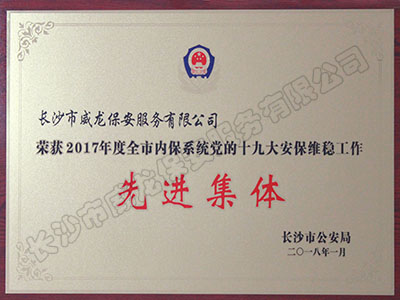 长沙市威龙保安服务有限公司
荣获2017年度全市内保系统党的十九大安保维稳工作
先进集体
长沙市公安局
二〇一八年一月
长沙市威龙保安服务有限公司